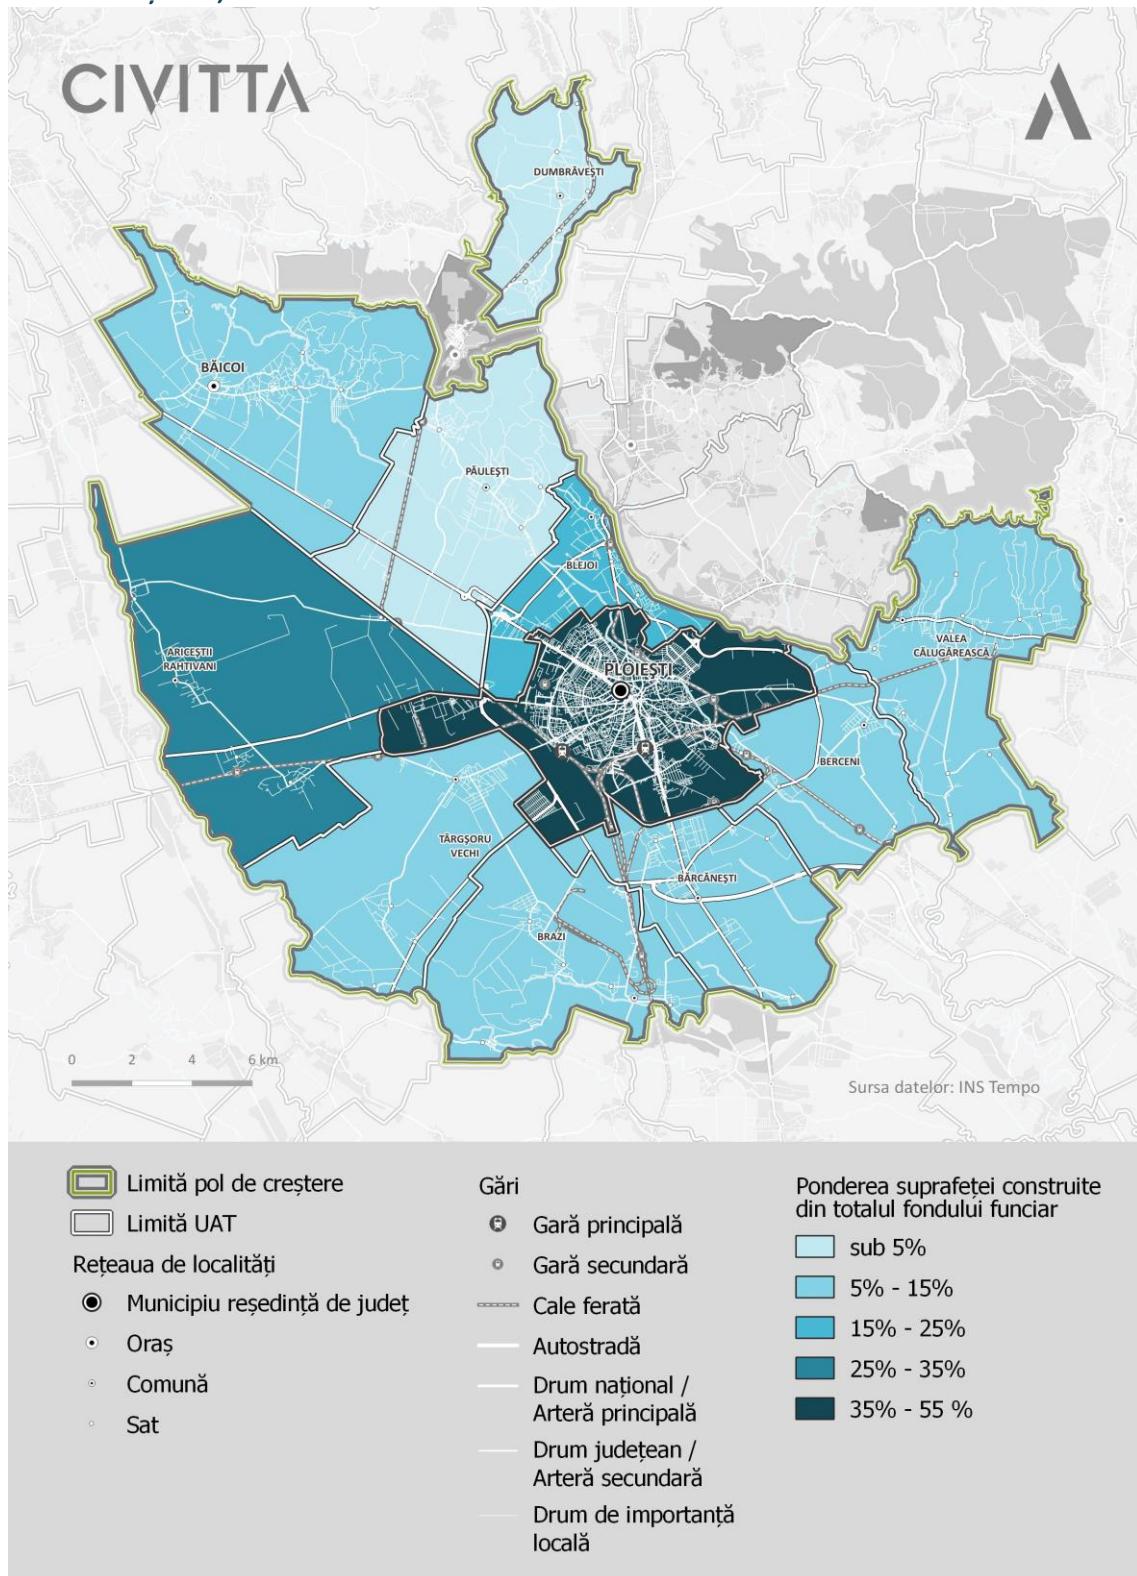 CIVITTA
DUMBRĂVEȘTI
BĂICOI
PĂULEȘTI
BLEJOI
ARICEȘTII
RAHTIVANI
PLOIEȘTI
VALEA
CĂLUGĂREASCĂ
BERCENI
TÂRGȘORU
VECHI
BĂRCĂNEȘTI
BRAZI
0 2 4 6 km
Sursa datelor: INS Tempo
Limită pol de creștere
Limită UAT
Rețeaua de localități
Municipiu reședință de județ
Oraș
Comună
Sat
Gări
Gară principală
Gară secundară
Cale ferată
Autostradă
Drum național /
Arteră principală
Drum județean /
Arteră secundară
Drum de importanță
locală
Ponderea suprafeței construite
din totalul fondului funciar
sub 5%
5% - 15%
15% - 25%
25% - 35%
35% - 55 %